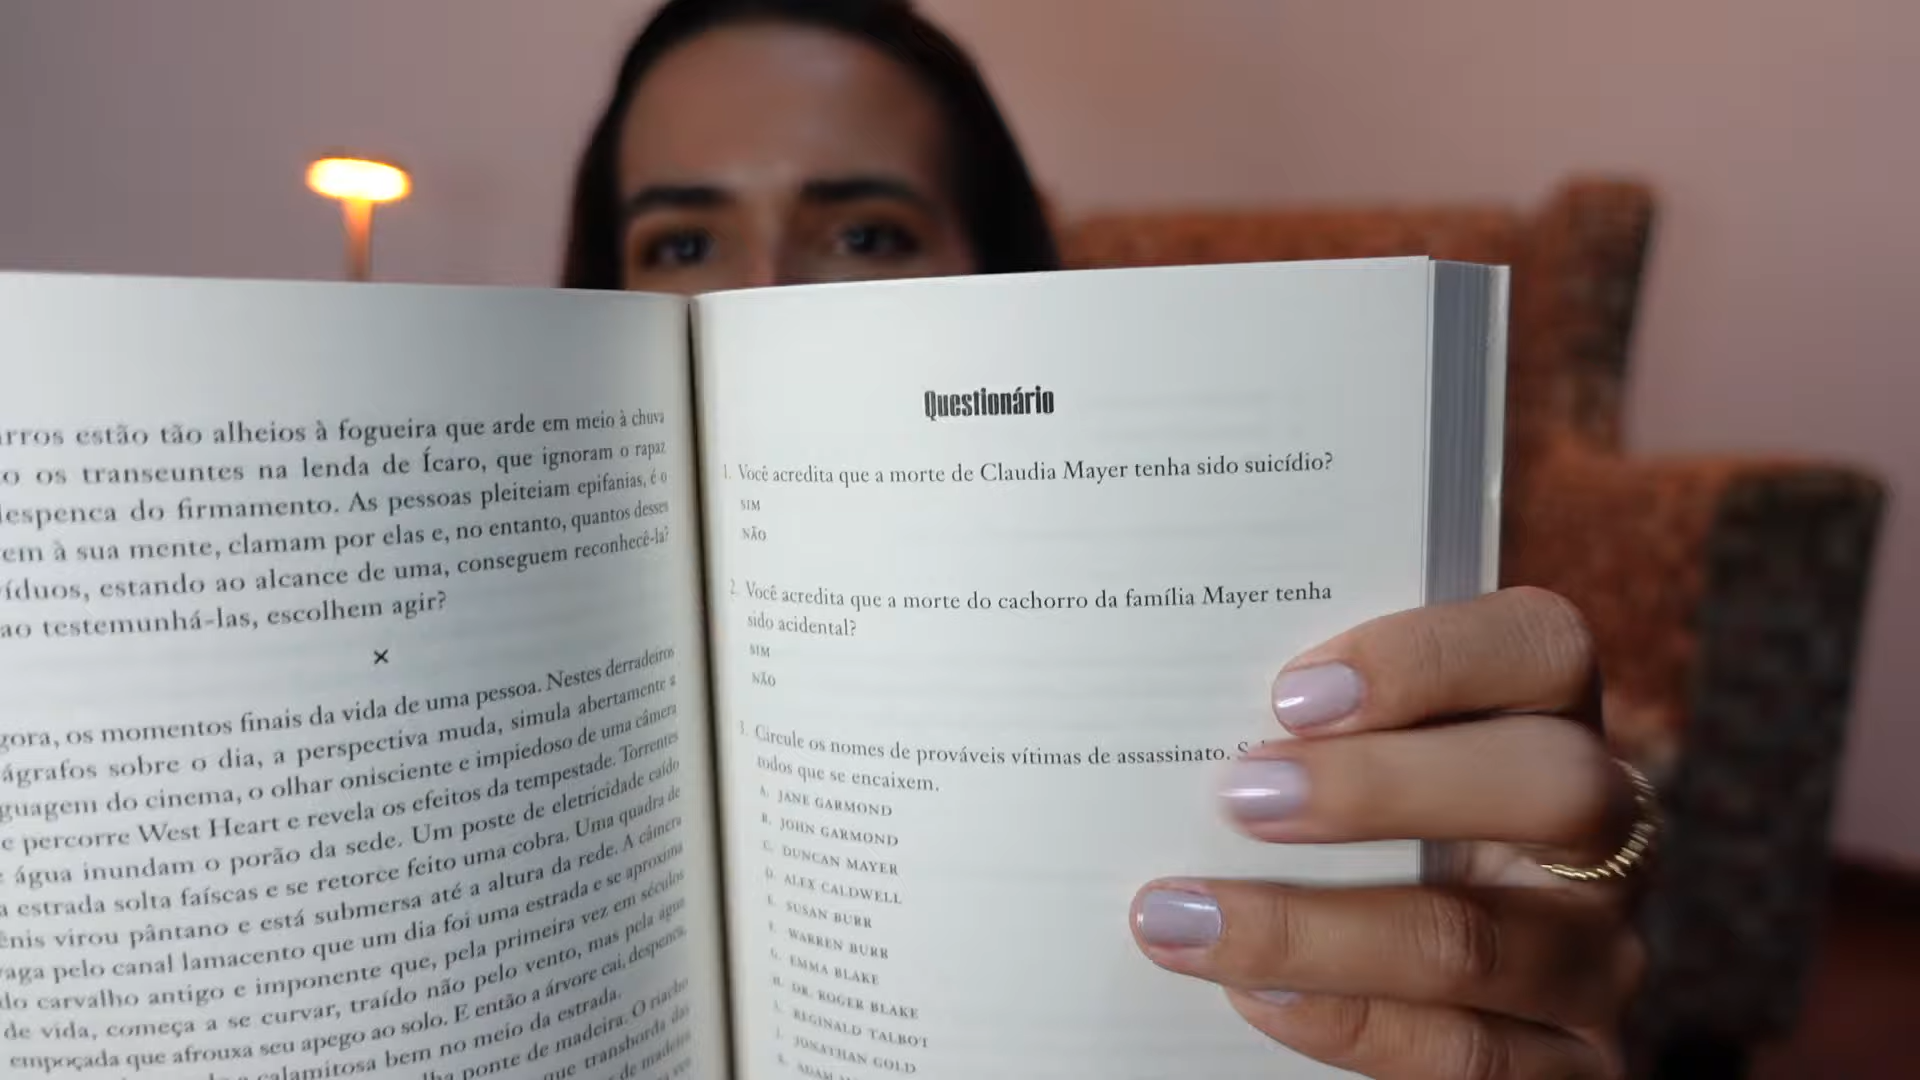 estão tão alheios à fogueira que arde em meio à chuva
os transeuntes na lenda de Ícaro, que ignoram o rapaz
do firmamento. As pessoas pleiteiam epifanias, é o
à sua mente, clamam por elas e, no entanto, quantos desses
estando ao alcance de uma, conseguem reconhecê-la?
ao testemunhá-las, escolhem agir?
×
os momentos finais da vida de uma pessoa. Nestes derradeiros
sobre o dia, a perspectiva muda, simula abertamente a
do cinema, o olhar onisciente e impiedoso de uma câmera
percorre West Heart e revela os efeitos da tempestade. Torrentes
água inundam o porão da sede. Um poste de eletricidade caído
estrada solta faíscas e se retorce feito uma cobra. Uma quadra de
virou pântano e está submersa até a altura da rede. A câmera
pelo canal lamacento que um dia foi uma estrada e se aproxima
carvalho antigo e imponente que, pela primeira vez em séculos
de vida, começa a se curvar, traído não pelo vento, mas pela água
empoçada que afrouxa seu apego ao solo. E então a árvore cai, despenca,
calamitosa bem no meio da estrada.
ponte de madeira. O riacho
que transborda das
de madeira
Questionário
1. Você acredita que a morte de Claudia Mayer tenha sido suicídio?
SIM
NÃO
2. Você acredita que a morte do cachorro da família Mayer tenha
sido acidental?
SIM
NÃO
3. Circule os nomes de prováveis vítimas de assassinato.
todos que se encaixem.
A. JANE GARMOND
B. JOHN GARMOND
C. DUNCAN MAYER
D. ALEX CALDWELL
E. SUSAN BURR
F. WARREN BURR
G. EMMA BLAKE
H. DR. ROGER BLAKE
I. REGINALD TALBOT
J. JONATHAN GOLD
K. ADAM